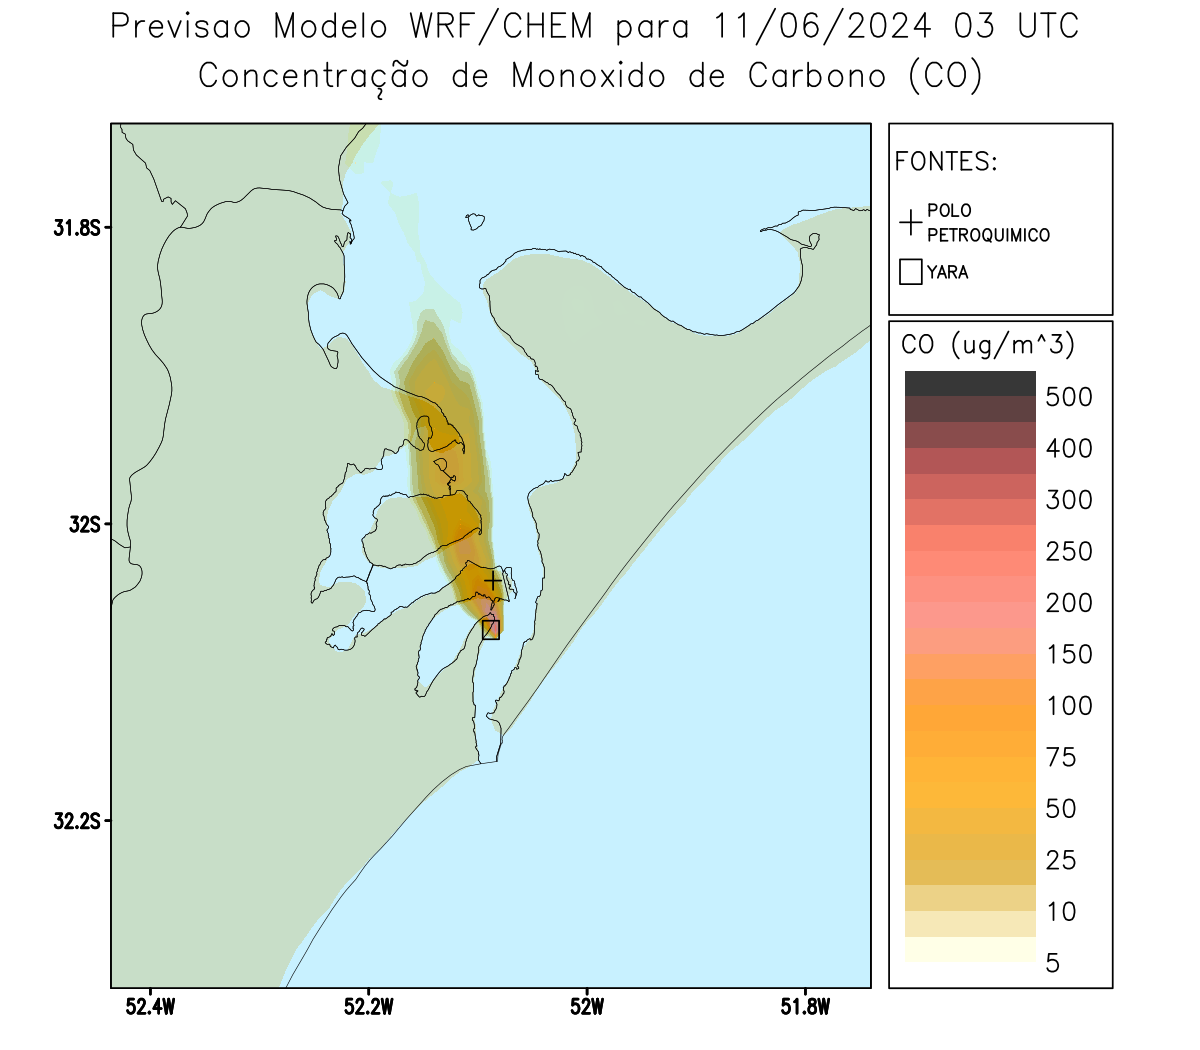 Previsao Modelo WRF/CHEM para 11/06/2024 03 UTC
Concentração de Monoxido de Carbono (CO)
FONTES:
POLO
PETROQUIMICO
YARA
CO (ug/m^3)
500
400
300
250
200
150
100
75
50
25
10
5
31.8S
32S
32.2S
52.4W
52.2W
52W
51.8W